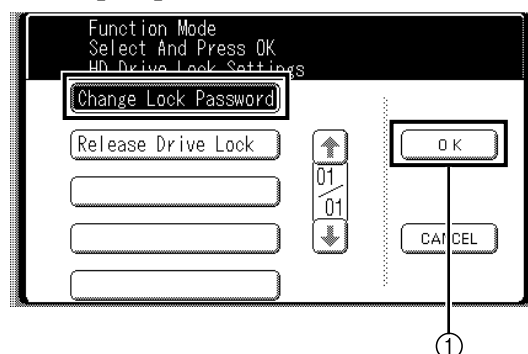 Function Mode
Select And Press OK
HD Drive Lock Settings
Change Lock Password
Release Drive Lock
01
01
OK
CANCEL
1